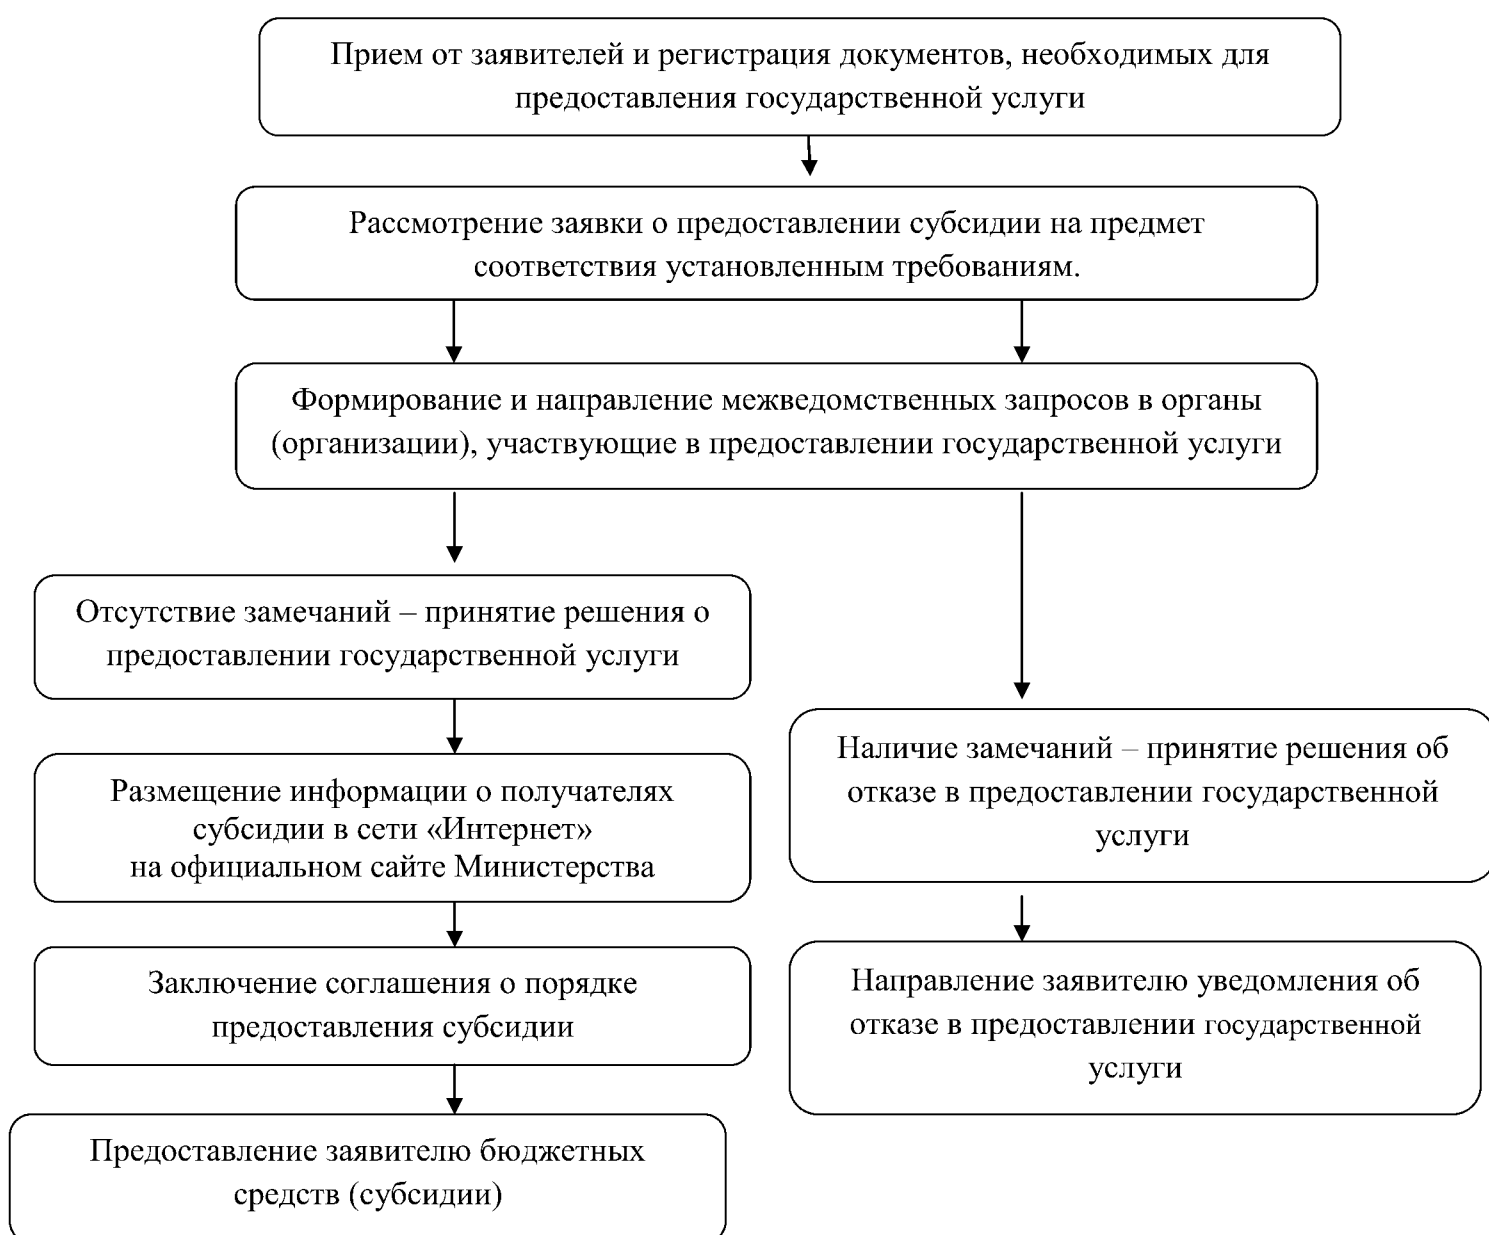 Прием от заявителей и регистрация документов, необходимых для
предоставления государственной услуги
Рассмотрение заявки о предоставлении субсидии на предмет
соответствия установленным требованиям.
Формирование и направление межведомственных запросов в органы
(организации), участвующие в предоставлении государственной услуги
Отсутствие замечаний – принятие решения о
предоставлении государственной услуги
Размещение информации о получателях
субсидии в сети «Интернет»
на официальном сайте Министерства
Заключение соглашения о порядке
предоставления субсидии
Предоставление заявителю бюджетных
средств (субсидии)
Наличие замечаний – принятие решения об
отказе в предоставлении государственной
услуги
Направление заявителю уведомления об
отказе в предоставлении государственной
услуги